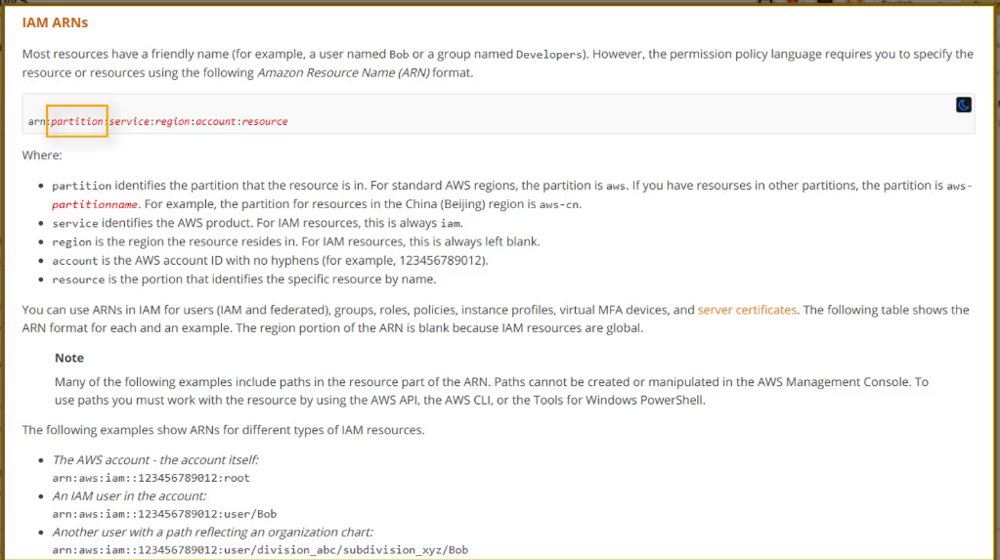 IAM ARNs
Most resources have a friendly name (for example, a user named Bob or a group named Developers). However, the permission policy language requires you to specify the
resource or resources using the following Amazon Resource Name (ARN) format.
arn:partition:service:region:account:resource
Where:
• partition identifies the partition that the resource is in. For standard AWS regions, the partition is aws. If you have resourses in other partitions, the partition is aws-
partitionname. For example, the partition for resources in the China (Beijing) region is aws-cn.
• service identifies the AWS product. For IAM resources, this is always iam.
• region is the region the resource resides in. For IAM resources, this is always left blank.
• account is the AWS account ID with no hyphens (for example, 123456789012).
• resource is the portion that identifies the specific resource by name.
You can use ARNs in IAM for users (IAM and federated), groups, roles, policies, instance profiles, virtual MFA devices, and server certificates. The following table shows the
ARN format for each and an example. The region portion of the ARN is blank because IAM resources are global.
Note
Many of the following examples include paths in the resource part of the ARN. Paths cannot be created or manipulated in the AWS Management Console. To
use paths you must work with the resource by using the AWS API, the AWS CLI, or the Tools for Windows PowerShell.
The following examples show ARNs for different types of IAM resources.
• The AWS account - the account itself:
arn:aws:iam::123456789012:root
• An IAM user in the account:
arn:aws:iam::123456789012:user/Bob
• Another user with a path reflecting an organization chart:
arn:aws:iam::123456789012:user/division_abc/subdivision_xyz/Bob